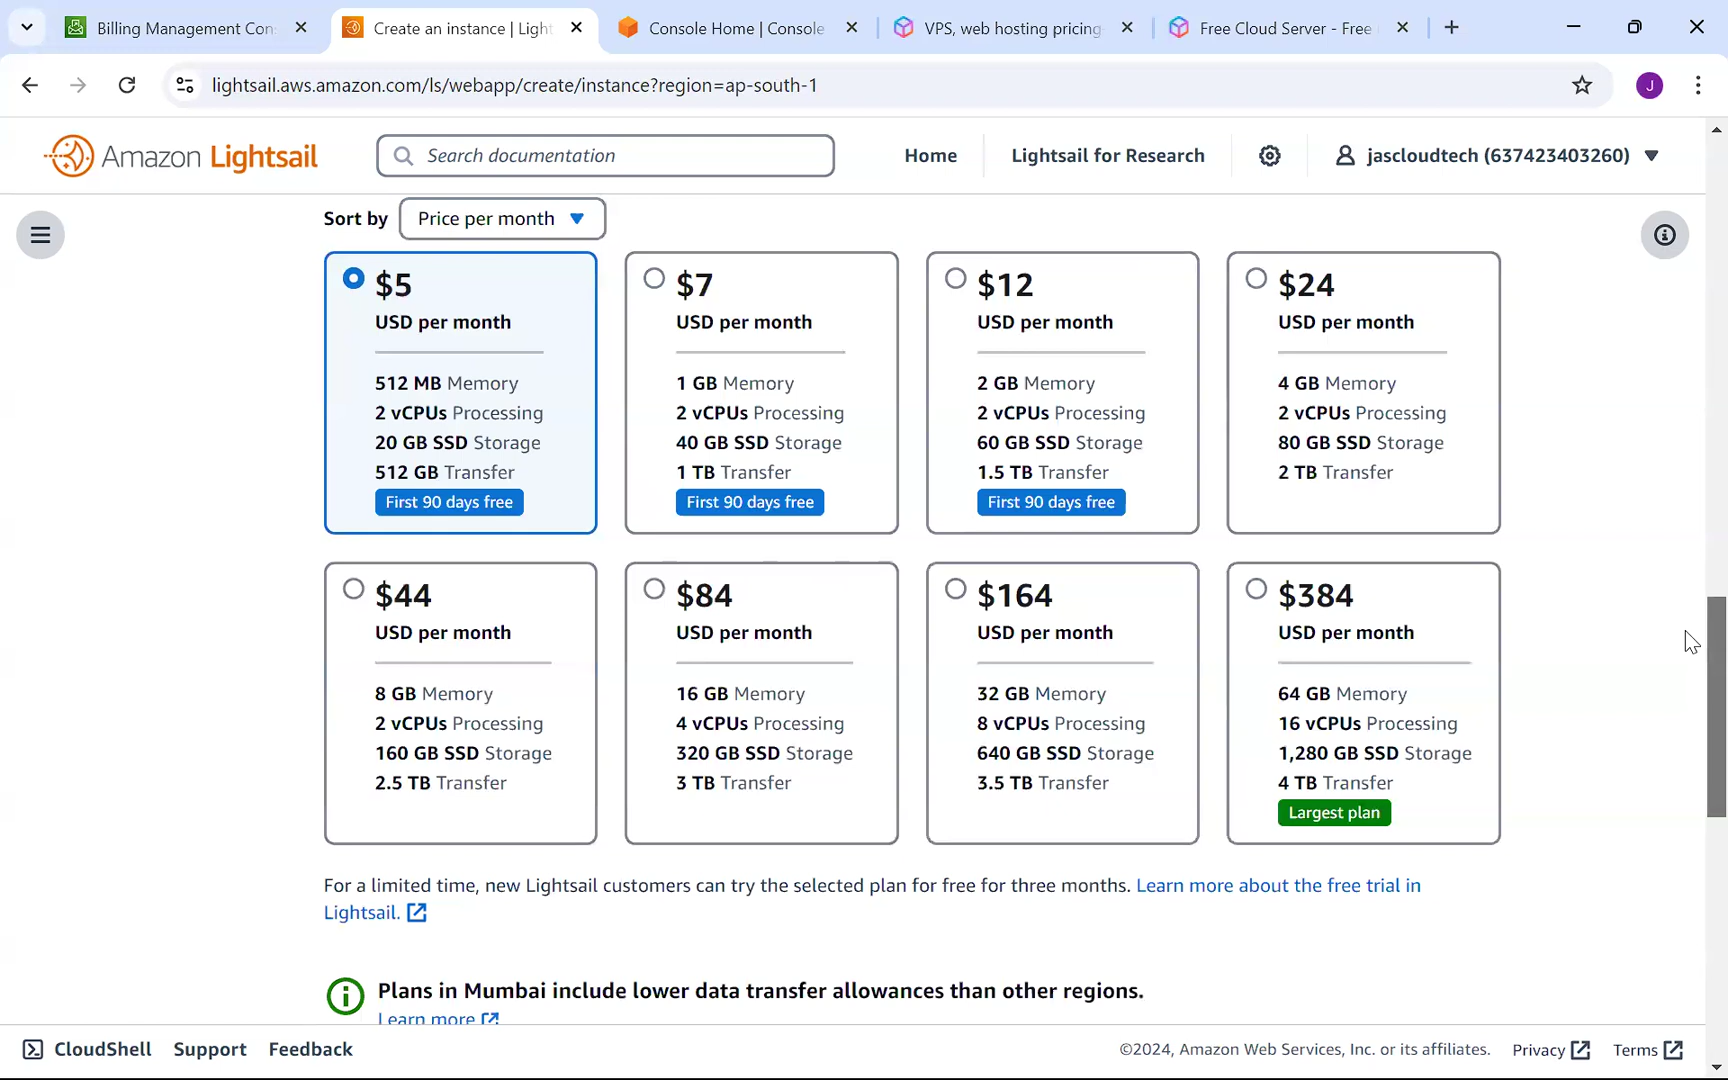 Billing Management Con
Create an instance | Light
Console Home | Console
VPS, web hosting pricing
Free Cloud Server - Free
lightsail.aws.amazon.com/ls/webapp/create/instance?region=ap-south-1
J
Amazon Lightsail
Search documentation
Home
Lightsail for Research
jascloudtech (637423403260)
Sort by
Price per month
$5
USD per month
512 MB Memory
2 vCPUs Processing
20 GB SSD Storage
512 GB Transfer
First 90 days free
$7
USD per month
1 GB Memory
2 vCPUs Processing
40 GB SSD Storage
1 TB Transfer
First 90 days free
$12
USD per month
2 GB Memory
2 vCPUs Processing
60 GB SSD Storage
1.5 TB Transfer
First 90 days free
$24
USD per month
4 GB Memory
2 vCPUs Processing
80 GB SSD Storage
2 TB Transfer
$44
USD per month
8 GB Memory
2 vCPUs Processing
160 GB SSD Storage
2.5 TB Transfer
$84
USD per month
16 GB Memory
4 vCPUs Processing
320 GB SSD Storage
3 TB Transfer
$164
USD per month
32 GB Memory
8 vCPUs Processing
640 GB SSD Storage
3.5 TB Transfer
$384
USD per month
64 GB Memory
16 vCPUs Processing
1,280 GB SSD Storage
4 TB Transfer
Largest plan
For a limited time, new Lightsail customers can try the selected plan for free for three months. Learn more about the free trial in
Lightsail.
Plans in Mumbai include lower data transfer allowances than other regions.
Learn more
CloudShell
Support
Feedback
©2024, Amazon Web Services, Inc. or its affiliates.
Privacy
Terms